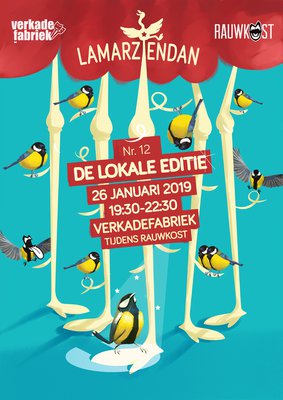 verkade
fabriek
RAUWKOST
LAMARZIENDAN
Nr. 12
DE LOKALE EDITIE
26 JANUARI 2019
19:30-22:30
VERKADEFABRIEK
TIJDENS RAUWKOST